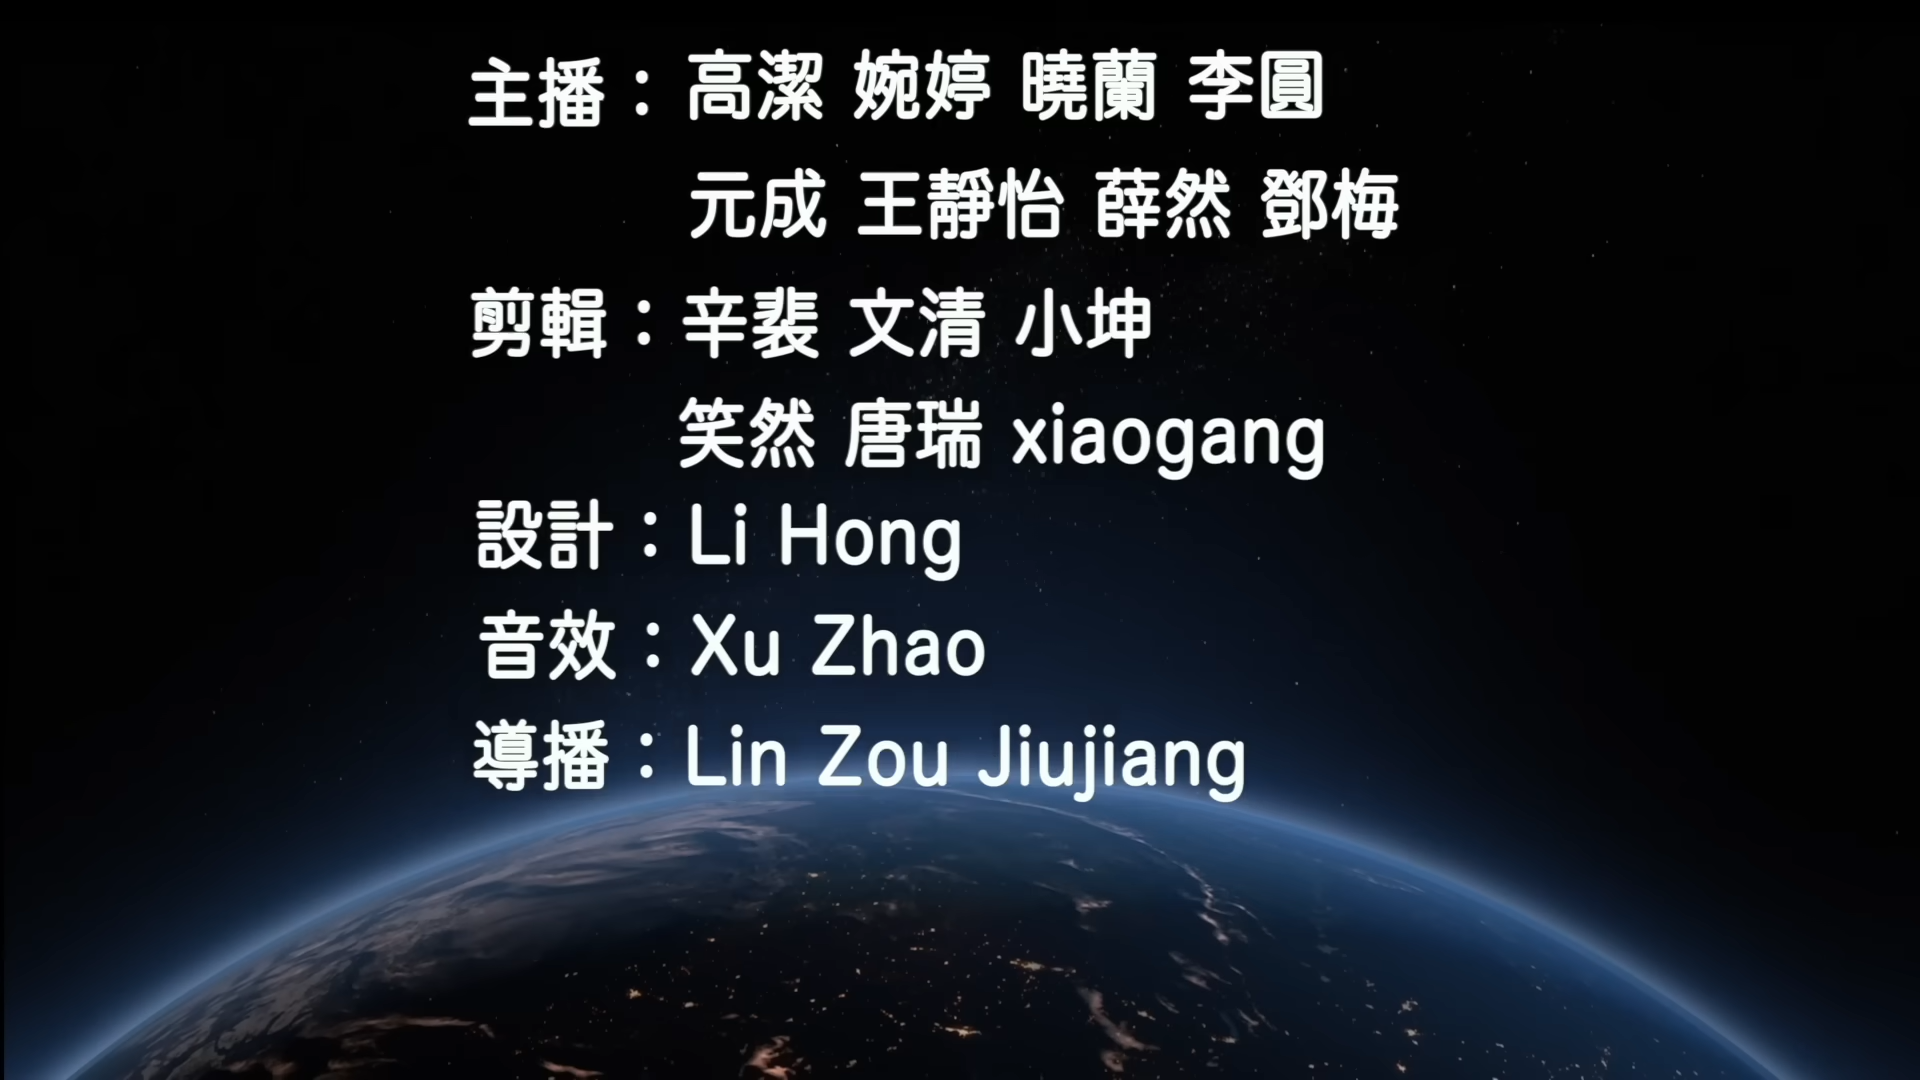 主播：高潔 婉婷 曉蘭 李圓
元成 王靜怡 薛然 鄧梅
剪輯：辛裴 文清 小坤
笑然 唐瑞 xiaogang
設計：Li Hong
音效：Xu Zhao
導播：Lin Zou Jiujiang